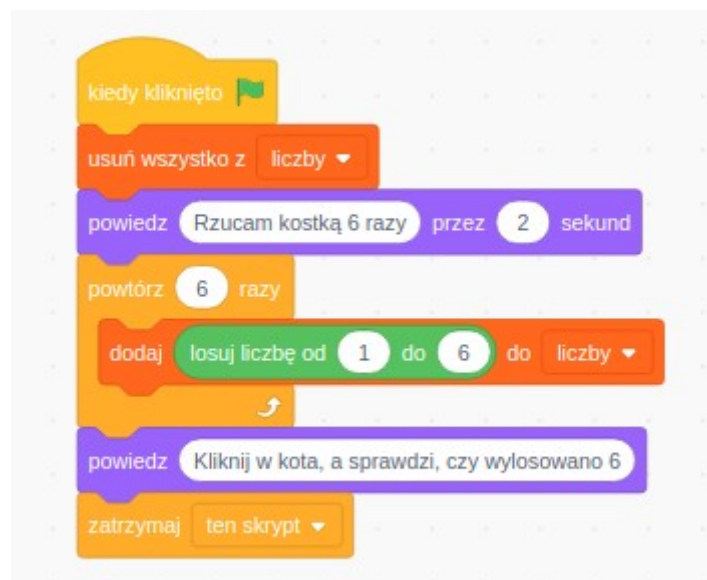 kiedy kliknięto
usuń wszystko z liczby
powiedz Rzucam kostką 6 razy przez 2 sekund
powtórz 6 razy
dodaj losuj liczbę od 1 do 6 do liczby
powiedz Kliknij w kota, a sprawdzi, czy wylosowano 6
zatrzymaj ten skrypt